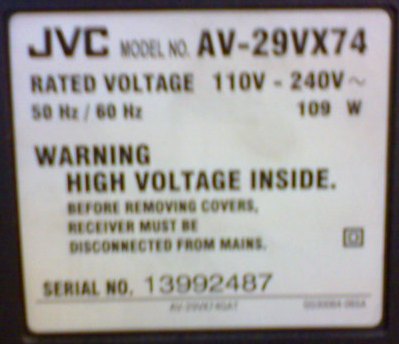 JVC MODEL NO. AV-29VX74
RATED VOLTAGE 110V - 240V~
50 Hz / 60 Hz 109 W
WARNING
HIGH VOLTAGE INSIDE.
BEFORE REMOVING COVERS,
RECEIVER MUST BE
DISCONNECTED FROM MAINS.
SERIAL NO. 13992487